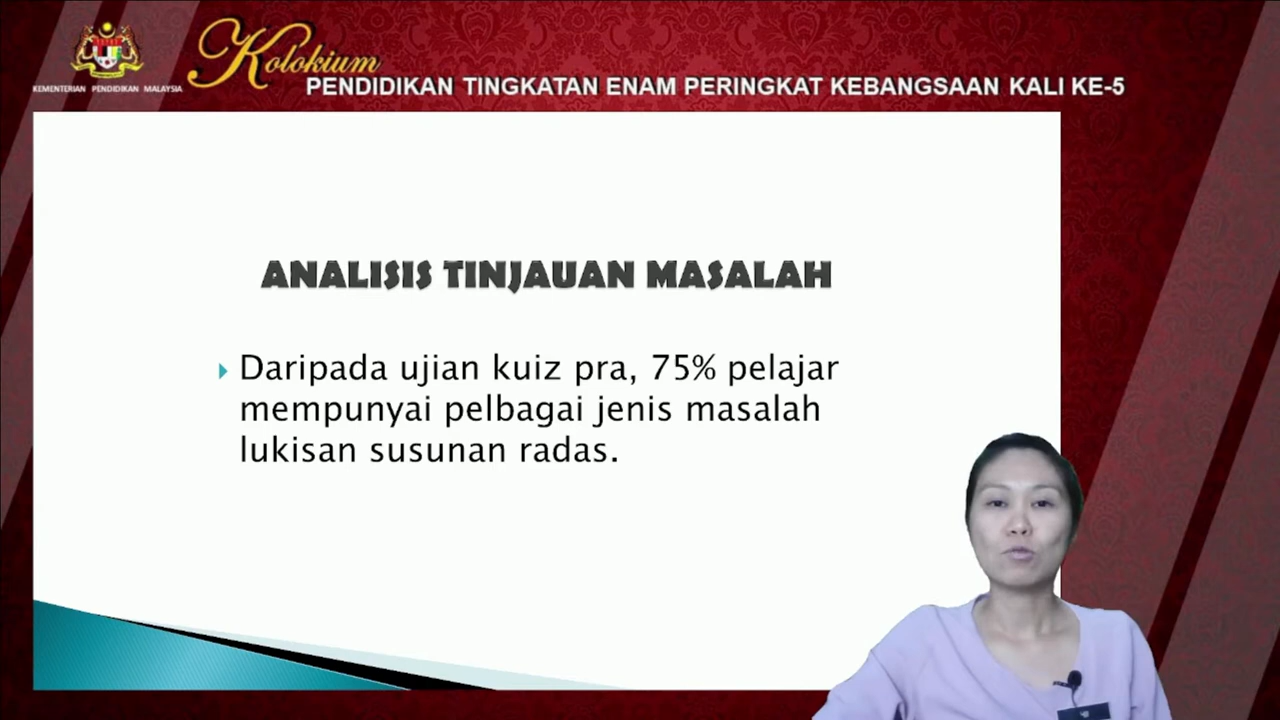 KEMENTERIAN PENDIDIKAN MALAYSIA
Kolokium
PENDIDIKAN TINGKATAN ENAM PERINGKAT KEBANGSAAN KALI KE-5
ANALISIS TINJAUAN MASALAH
Daripada ujian kuiz pra, 75% pelajar
mempunyai pelbagai jenis masalah
lukisan susunan radas.